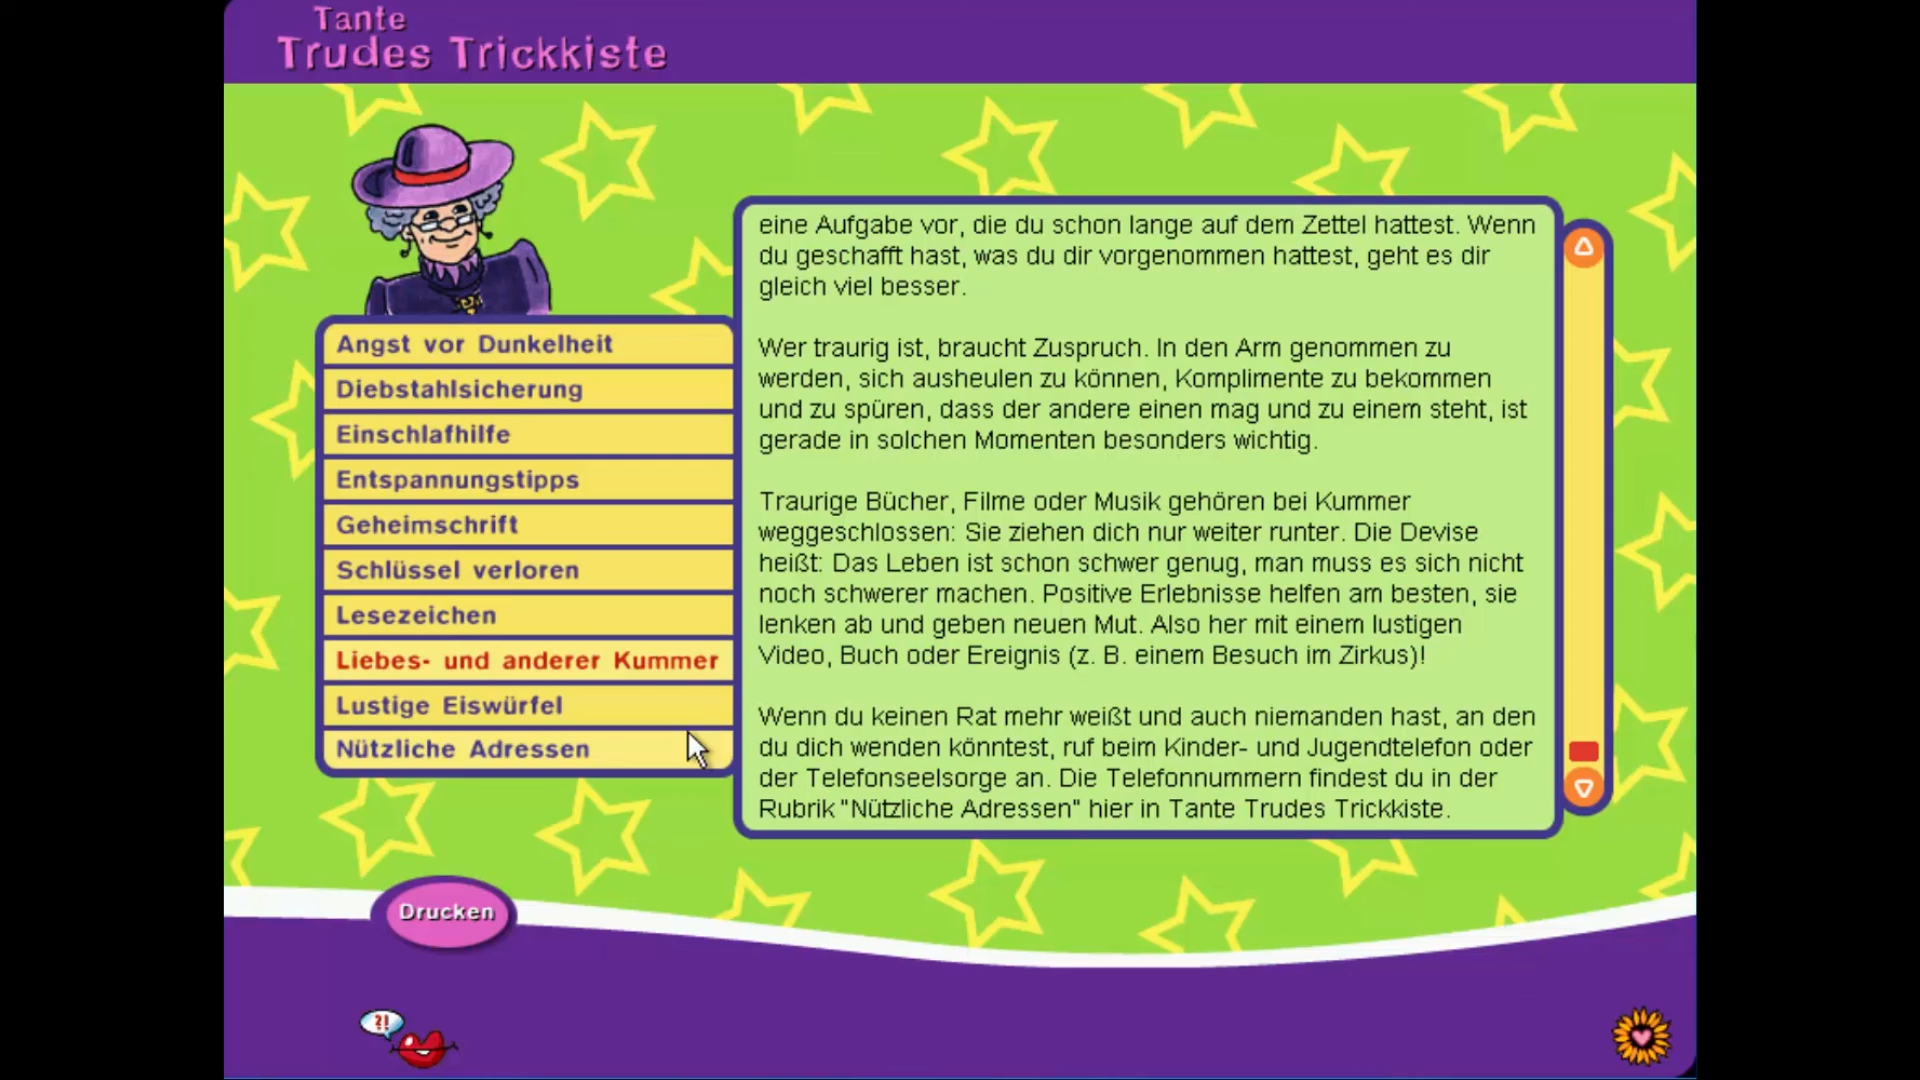 Tante
Trudes Trickkiste
Angst vor Dunkelheit
Diebstahlsicherung
Einschlafhilfe
Entspannungstipps
Geheimschrift
Schlüssel verloren
Lesezeichen
Liebes- und anderer Kummer
Lustige Eiswürfel
Nützliche Adressen
eine Aufgabe vor, die du schon lange auf dem Zettel hattest. Wenn
du geschafft hast, was du dir vorgenommen hattest, geht es dir
gleich viel besser.
Wer traurig ist, braucht Zuspruch. In den Arm genommen zu
werden, sich ausheulen zu können, Komplimente zu bekommen
und zu spüren, dass der andere einen mag und zu einem steht, ist
gerade in solchen Momenten besonders wichtig.
Traurige Bücher, Filme oder Musik gehören bei Kummer
weggeschlossen: Sie ziehen dich nur weiter runter. Die Devise
heißt: Das Leben ist schon schwer genug, man muss es sich nicht
noch schwerer machen. Positive Erlebnisse helfen am besten, sie
lenken ab und geben neuen Mut. Also her mit einem lustigen
Video, Buch oder Ereignis (z. B. einem Besuch im Zirkus)!
Wenn du keinen Rat mehr weißt und auch niemanden hast, an den
du dich wenden könntest, ruf beim Kinder- und Jugendtelefon oder
der Telefonseelsorge an. Die Telefonnummern findest du in der
Rubrik "Nützliche Adressen" hier in Tante Trudes Trickkiste.
Drucken
?!